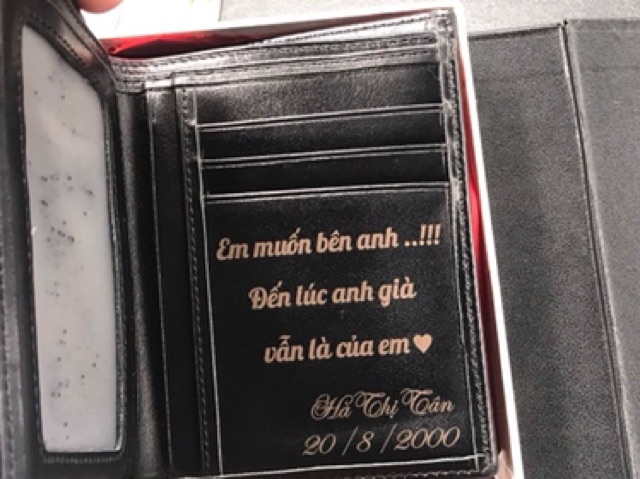 Em muốn bên anh ..!!!
Đến lúc anh già
vẫn là của em ♥
Hà Thị Tân
20/8/2000